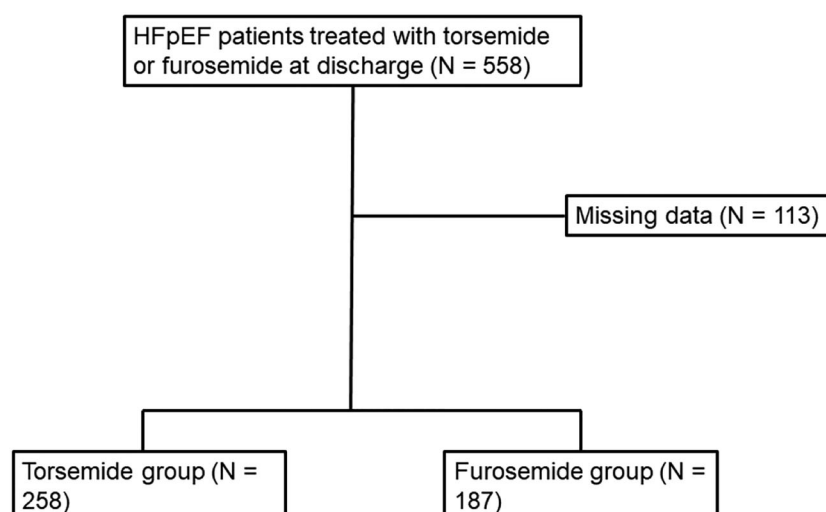 HFpEF patients treated with torsemide
or furosemide at discharge (N = 558)
Missing data (N = 113)
Torsemide group (N =
258)
Furosemide group (N =
187)